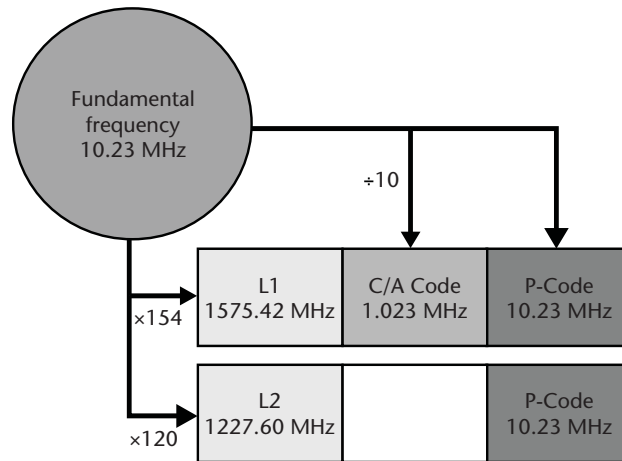 Fundamental
frequency
10.23 MHz
÷10
L1
1575.42 MHz
C/A Code
1.023 MHz
P-Code
10.23 MHz
×154
L2
1227.60 MHz
P-Code
10.23 MHz
×120